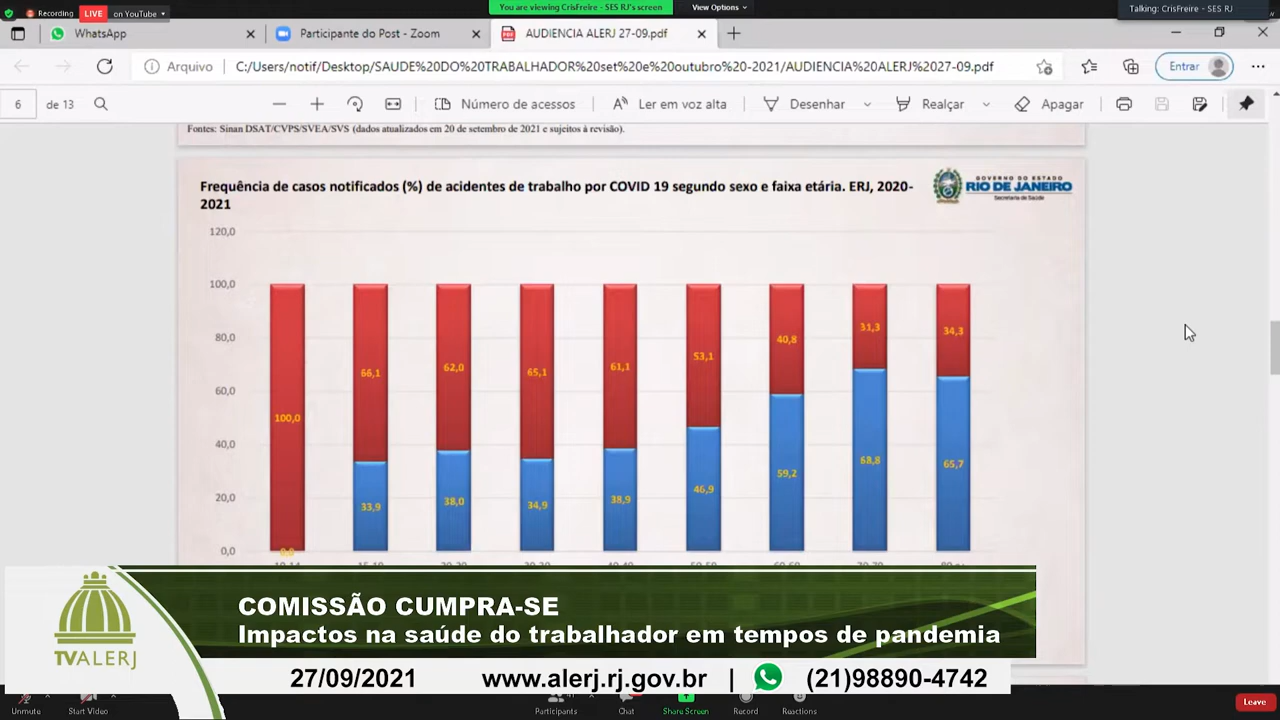 Recording
LIVE
on YouTube
You are viewing CrisFreire - SES RJ's screen
View Options
Talking: CrisFreire - SES RJ
WhatsApp
Participante do Post - Zoom
AUDIENCIA ALERJ 27-09.pdf
Arquivo
C:/Users/notif/Desktop/SAUDE%20DO%20TRABALHADOR%20set%20e%20outubro%20-2021/AUDIENCIA%20ALERJ%2027-09.pdf
Entrar
6 de 13
Número de acessos
Ler em voz alta
Desenhar
Realçar
Apagar
Fontes: Sinan DSAT/CVPS/SVEA/SVS (dados atualizados em 20 de setembro de 2021 e sujeitos à revisão).
Frequência de casos notificados (%) de acidentes de trabalho por COVID 19 segundo sexo e faixa etária. ERJ, 2020-
2021
GOVERNO DO ESTADO
RIO DE JANEIRO
Secretaria de Saúde
120,0
100,0
80,0
60,0
40,0
20,0
0,0
100,0
66,1
62,0
65,1
61,1
53,1
40,8
31,3
34,3
0,0
33,9
38,0
34,9
38,9
46,9
59,2
68,8
65,7
COMISSÃO CUMPRA-SE
Impactos na saúde do trabalhador em tempos de pandemia
TVALERJ
27/09/2021
www.alerj.rj.gov.br | (21)98890-4742
Unmute
Start Video
Participants
Chat
Share Screen
Record
Reactions
Leave